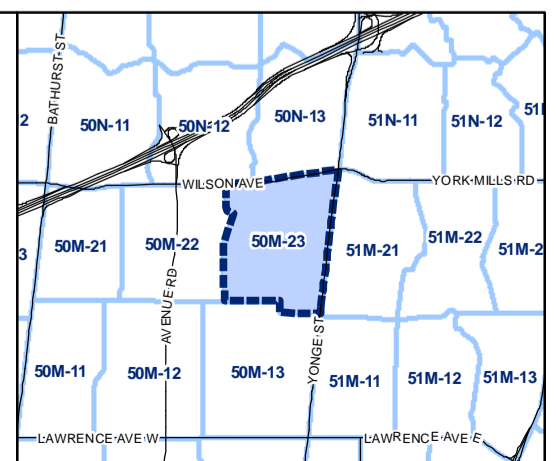 BATHURST ST
2
50N-11
50N-12
50N-13
51N-11
51N-12
51
WILSON AVE
YORK MILLS RD
3
50M-21
50M-22
50M-23
51M-21
51M-22
51M-2
AVENUE RD
YONGE ST
50M-11
50M-12
50M-13
51M-11
51M-12
51M-13
LAWRENCE AVE W
LAWRENCE AVE E